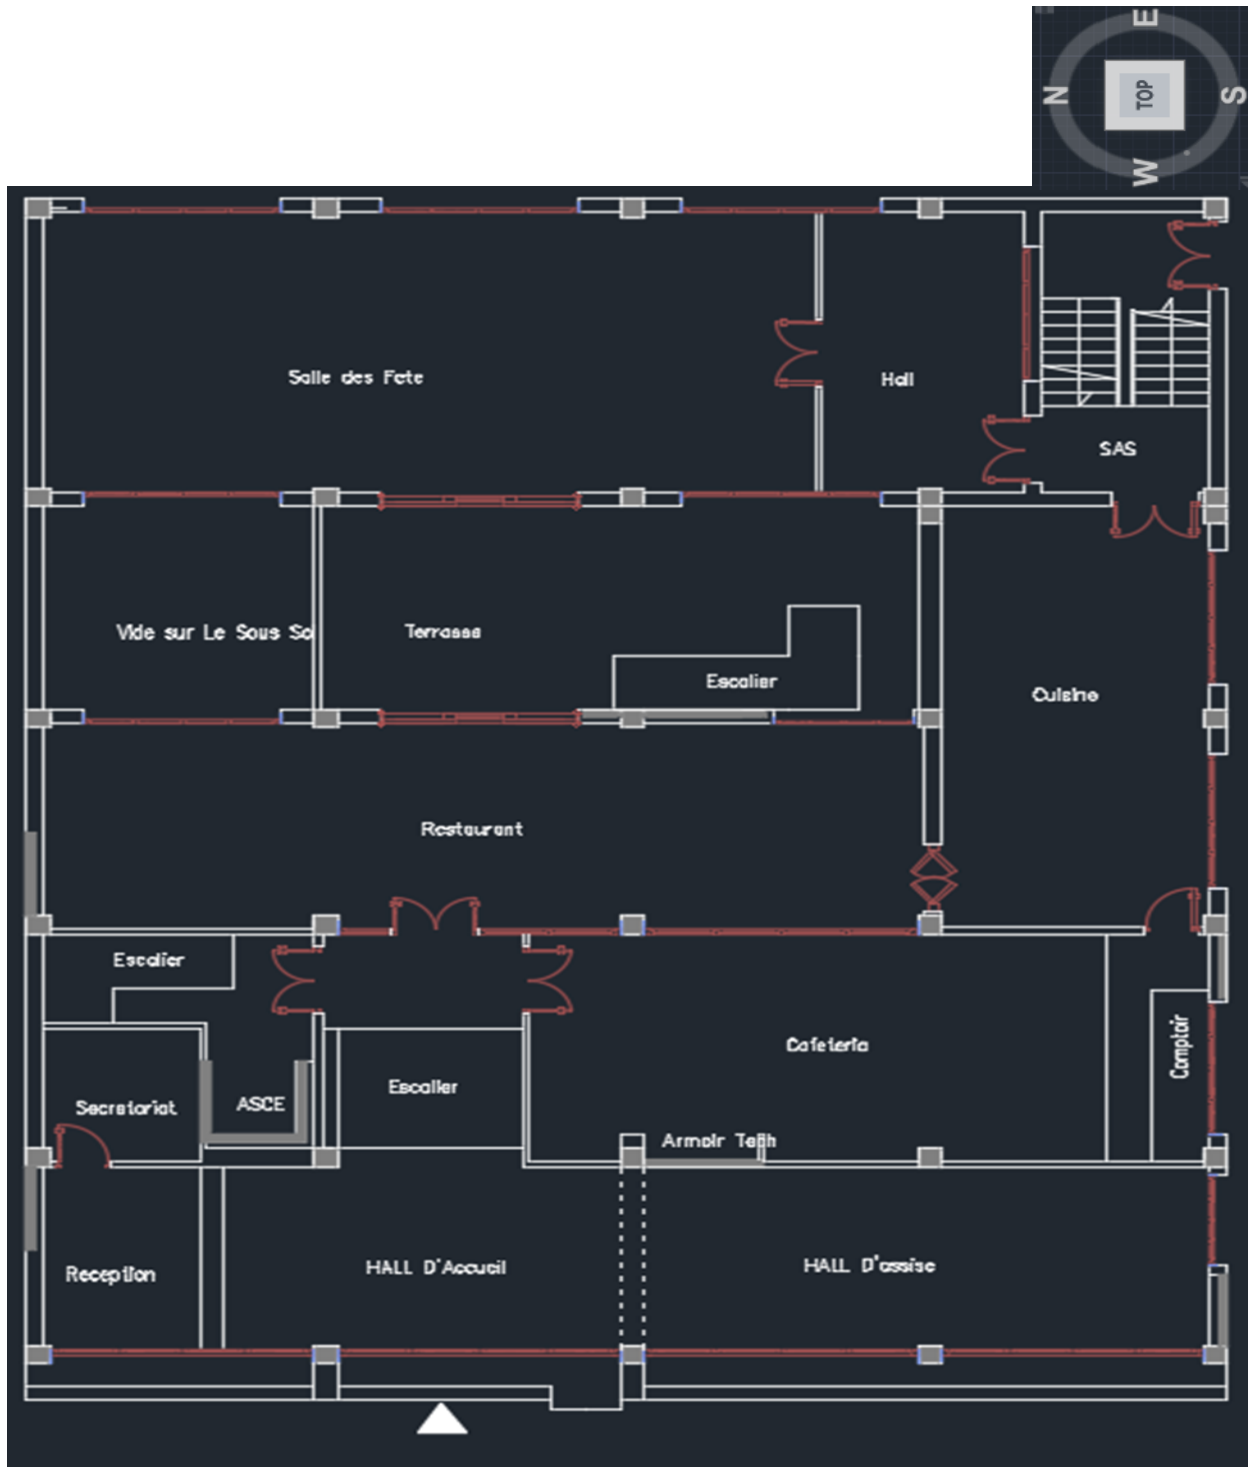 E
N
TOP
S
W
Salle des Fete
Hall
SAS
Vide sur Le Sous So
Terrasse
Escalier
Cuisine
Restaurant
Escalier
Cafeteria
Comptoir
Escalier
Secretariat
ASCE
Armoir Tech
Reception
HALL D'Accueil
HALL D'assise